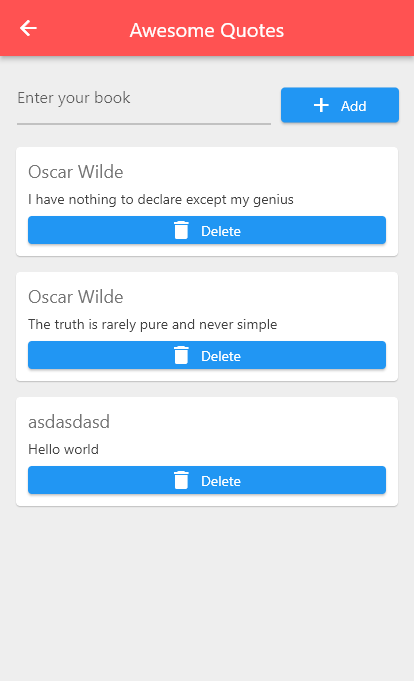 Awesome Quotes
Enter your book
Add
Oscar Wilde
I have nothing to declare except my genius
Delete
Oscar Wilde
The truth is rarely pure and never simple
Delete
asdasdasd
Hello world
Delete